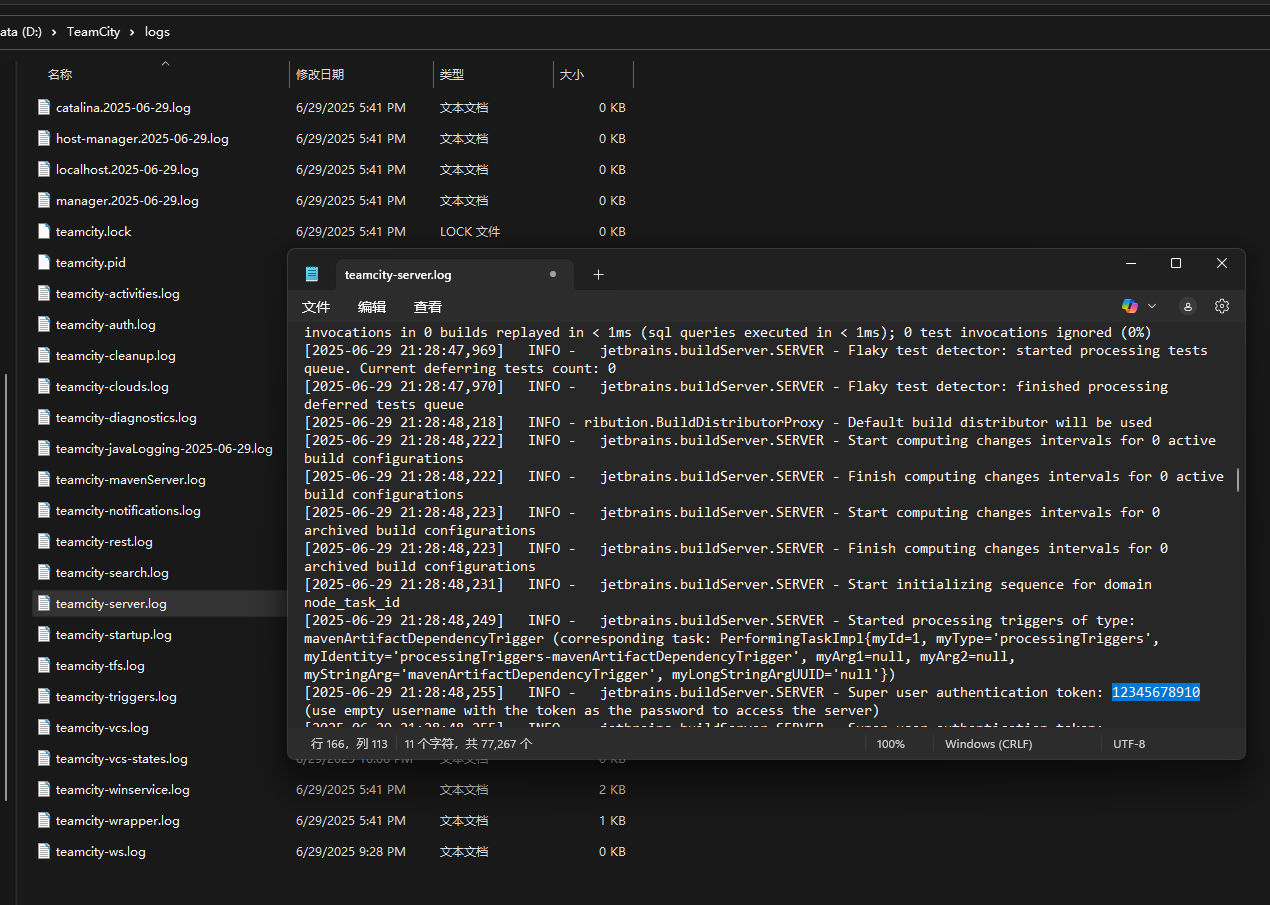 ata (D:) › TeamCity › logs
名称 修改日期 类型 大小
catalina.2025-06-29.log 6/29/2025 5:41 PM 文本文档 0 KB
host-manager.2025-06-29.log 6/29/2025 5:41 PM 文本文档 0 KB
localhost.2025-06-29.log 6/29/2025 5:41 PM 文本文档 0 KB
manager.2025-06-29.log 6/29/2025 5:41 PM 文本文档 0 KB
teamcity.lock 6/29/2025 5:41 PM LOCK 文件 0 KB
teamcity.pid
teamcity-activities.log
teamcity-auth.log
teamcity-cleanup.log
teamcity-clouds.log
teamcity-diagnostics.log
teamcity-javaLogging-2025-06-29.log
teamcity-mavenServer.log
teamcity-notifications.log
teamcity-rest.log
teamcity-search.log
teamcity-server.log
teamcity-startup.log
teamcity-tfs.log
teamcity-triggers.log
teamcity-vcs.log
teamcity-vcs-states.log 文本文档 0 KB
teamcity-winservice.log 6/29/2025 5:41 PM 文本文档 2 KB
teamcity-wrapper.log 6/29/2025 5:41 PM 文本文档 1 KB
teamcity-ws.log 6/29/2025 9:28 PM 文本文档 0 KB
teamcity-server.log
文件 编辑 查看
invocations in 0 builds replayed in < 1ms (sql queries executed in < 1ms); 0 test invocations ignored (0%)
[2025-06-29 21:28:47,969] INFO - jetbrains.buildServer.SERVER - Flaky test detector: started processing tests
queue. Current deferring tests count: 0
[2025-06-29 21:28:47,970] INFO - jetbrains.buildServer.SERVER - Flaky test detector: finished processing
deferred tests queue
[2025-06-29 21:28:48,218] INFO - ribution.BuildDistributorProxy - Default build distributor will be used
[2025-06-29 21:28:48,222] INFO - jetbrains.buildServer.SERVER - Start computing changes intervals for 0 active
build configurations
[2025-06-29 21:28:48,222] INFO - jetbrains.buildServer.SERVER - Finish computing changes intervals for 0 active
build configurations
[2025-06-29 21:28:48,223] INFO - jetbrains.buildServer.SERVER - Start computing changes intervals for 0
archived build configurations
[2025-06-29 21:28:48,223] INFO - jetbrains.buildServer.SERVER - Finish computing changes intervals for 0
archived build configurations
[2025-06-29 21:28:48,231] INFO - jetbrains.buildServer.SERVER - Start initializing sequence for domain
node_task_id
[2025-06-29 21:28:48,249] INFO - jetbrains.buildServer.SERVER - Started processing triggers of type:
mavenArtifactDependencyTrigger (corresponding task: PerformingTaskImpl{myId=1, myType='processingTriggers',
myIdentity='processingTriggers-mavenArtifactDependencyTrigger', myArg1=null, myArg2=null,
myStringArg='mavenArtifactDependencyTrigger', myLongStringArgUUID='null'})
[2025-06-29 21:28:48,255] INFO - jetbrains.buildServer.SERVER - Super user authentication token: 12345678910
(use empty username with the token as the password to access the server)
[2025-06-29 21:28:48,255] INFO - jetbrains.buildServer.SERVER - Super user authentication token:
行 166，列 113 11 个字符，共 77,267 个 100% Windows (CRLF) UTF-8